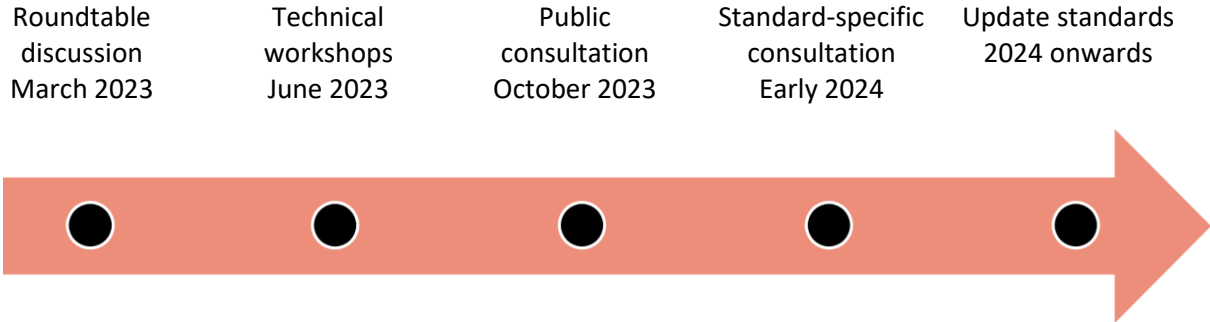 Roundtable
discussion
March 2023
Technical
workshops
June 2023
Public
consultation
October 2023
Standard-specific
consultation
Early 2024
Update standards
2024 onwards